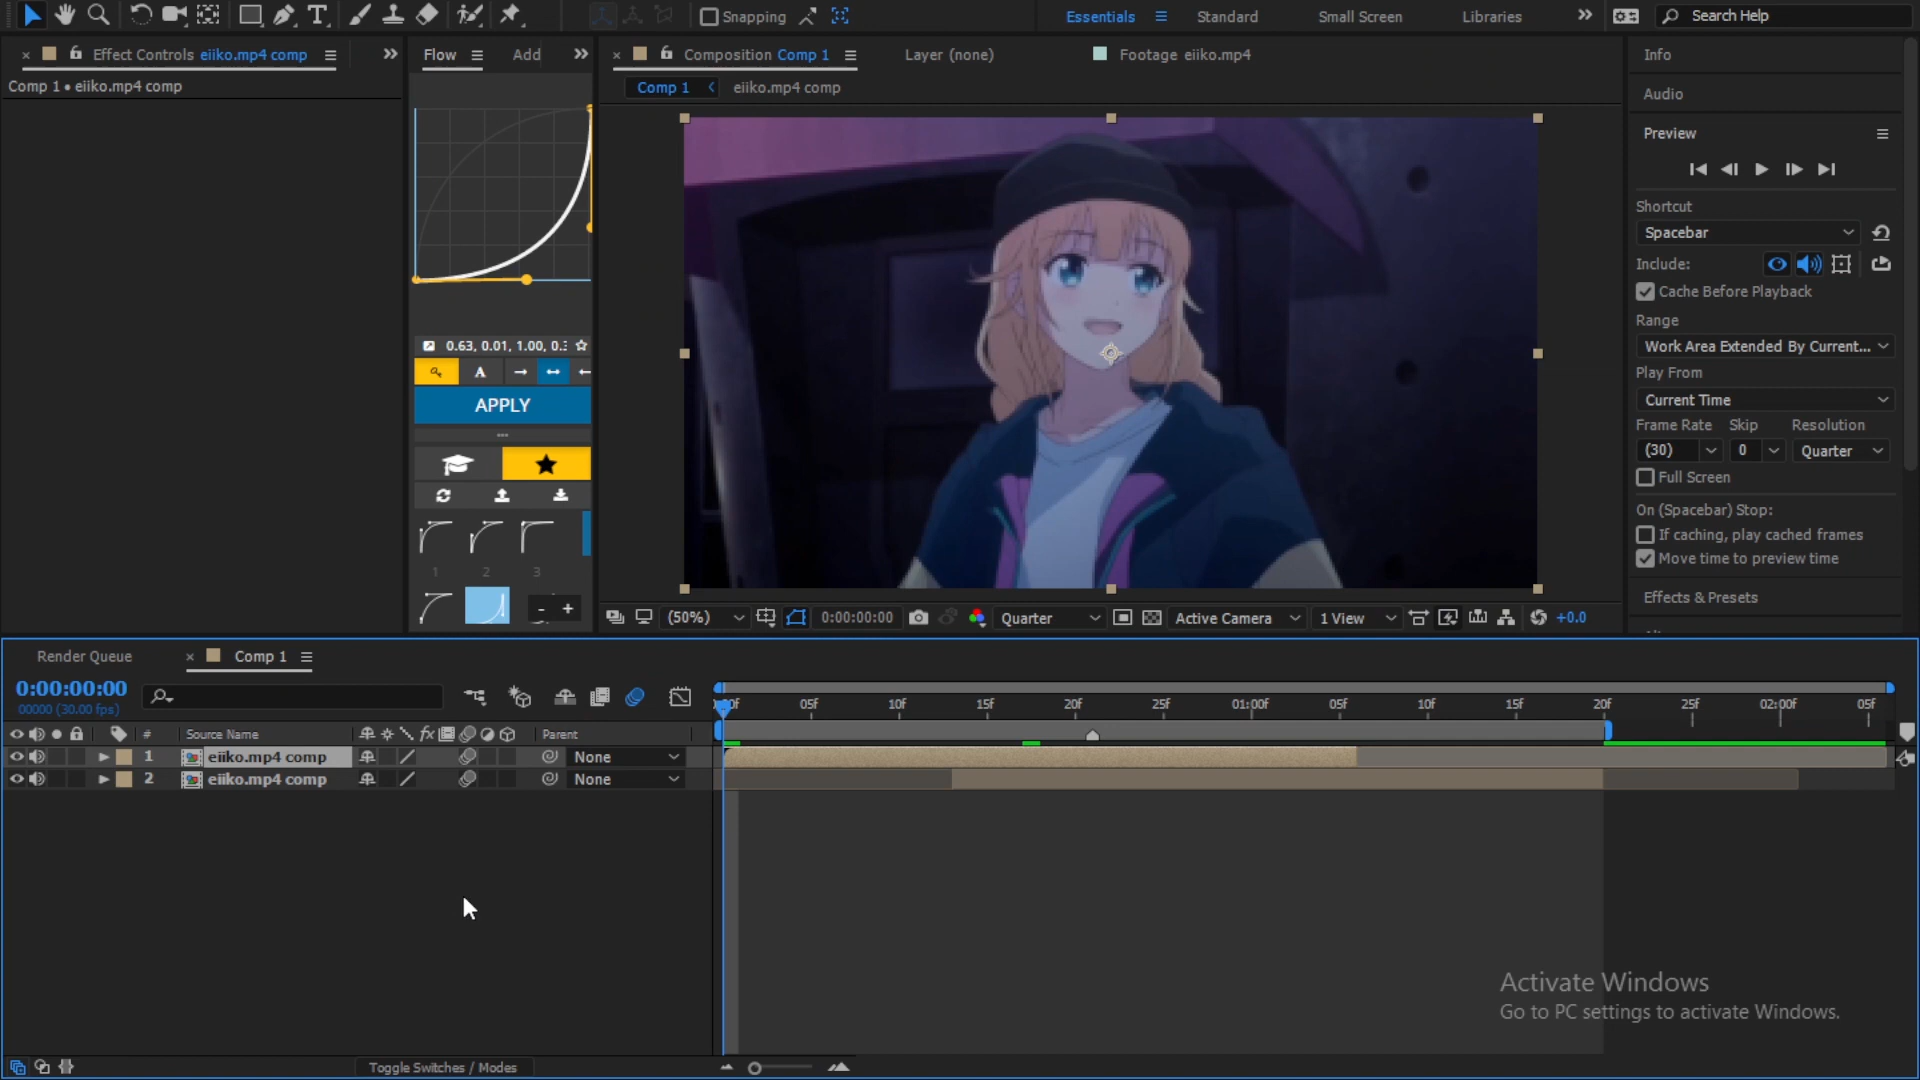 Snapping
Essentials
Standard
Small Screen
Libraries
Search Help
Effect Controls eiiko.mp4 comp
Flow
Add
Composition Comp 1
Layer (none)
Footage eiiko.mp4
Info
Comp 1 • eiiko.mp4 comp
Comp 1
eiiko.mp4 comp
Audio
Preview
Shortcut
Spacebar
Include:
Cache Before Playback
Range
Work Area Extended By Current...
Play From
Current Time
Frame Rate Skip Resolution
(30) 0 Quarter
Full Screen
On (Spacebar) Stop:
If caching, play cached frames
Move time to preview time
Effects & Presets
0.63, 0.01, 1.00, 0.3
A
APPLY
1 2 3
- +
(50%)
0:00:00:00
Quarter
Active Camera
1 View
+0.0
Render Queue
Comp 1
0:00:00:00
00000 (30.00 fps)
05f 10f 15f 20f 25f 01:00f 05f 10f 15f 20f 25f 02:00f 05f
# Source Name
fx
Parent
1 eiiko.mp4 comp None
2 eiiko.mp4 comp None
Activate Windows
Go to PC settings to activate Windows.
Toggle Switches / Modes